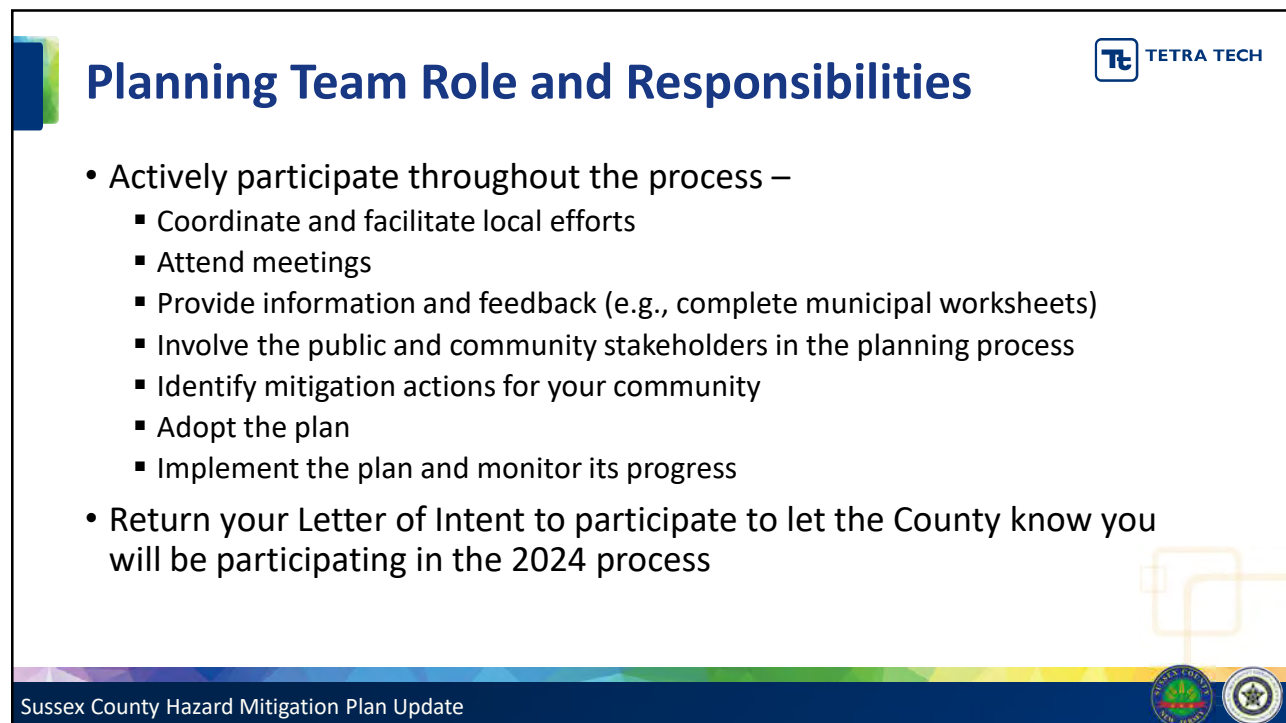 Planning Team Role and Responsibilities
TETRA TECH
• Actively participate throughout the process –
▪ Coordinate and facilitate local efforts
▪ Attend meetings
▪ Provide information and feedback (e.g., complete municipal worksheets)
▪ Involve the public and community stakeholders in the planning process
▪ Identify mitigation actions for your community
▪ Adopt the plan
▪ Implement the plan and monitor its progress
• Return your Letter of Intent to participate to let the County know you
will be participating in the 2024 process
Sussex County Hazard Mitigation Plan Update
SUSSEX COUNTY
NEW JERSEY